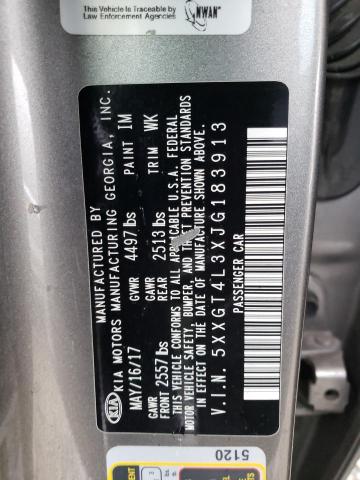 This Vehicle is Traceable by
Law Enforcement Agencies
NWAN
KIA
MANUFACTURED BY
KIA MOTORS MANUFACTURING GEORGIA, INC.
MAY/16/17
GVWR 4497 lbs
PAINT IM
GAWR
FRONT 2557 lbs
GAWR
REAR 2513 lbs
TRIM WK
THIS VEHICLE CONFORMS TO ALL APPLICABLE U.S.A. FEDERAL
MOTOR VEHICLE SAFETY, BUMPER, AND THEFT PREVENTION STANDARDS
IN EFFECT ON THE DATE OF MANUFACTURE SHOWN ABOVE.
V.I.N. 5XXGT4L3XJG183913
PASSENGER CAR
5120